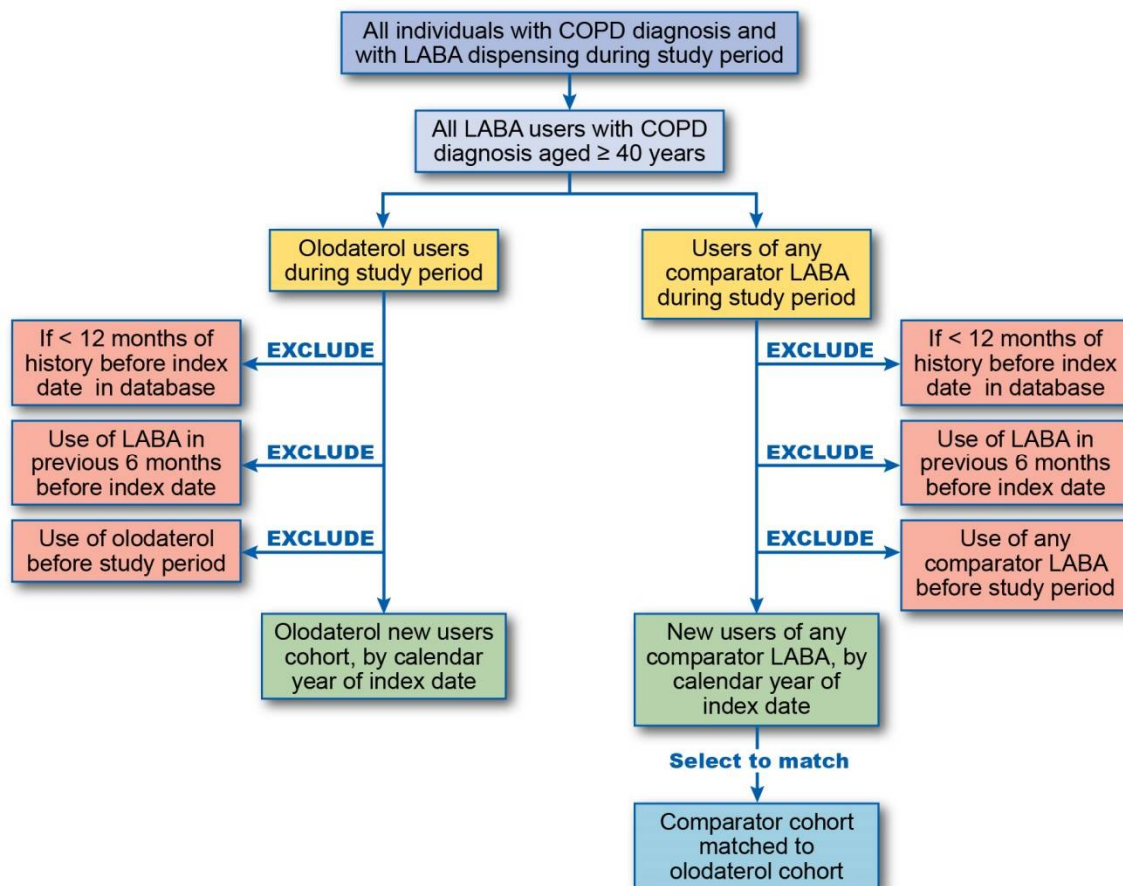 All individuals with COPD diagnosis and
with LABA dispensing during study period
All LABA users with COPD
diagnosis aged ≥ 40 years
Olodaterol users
during study period
Users of any
comparator LABA
during study period
If < 12 months of
history before index
date in database
EXCLUDE
EXCLUDE
If < 12 months of
history before index
date in database
Use of LABA in
previous 6 months
before index date
EXCLUDE
EXCLUDE
Use of LABA in
previous 6 months
before index date
Use of olodaterol
before study period
EXCLUDE
EXCLUDE
Use of any
comparator LABA
before study period
Olodaterol new users
cohort, by calendar
year of index date
New users of any
comparator LABA, by
calendar year of
index date
Select to match
Comparator cohort
matched to
olodaterol cohort